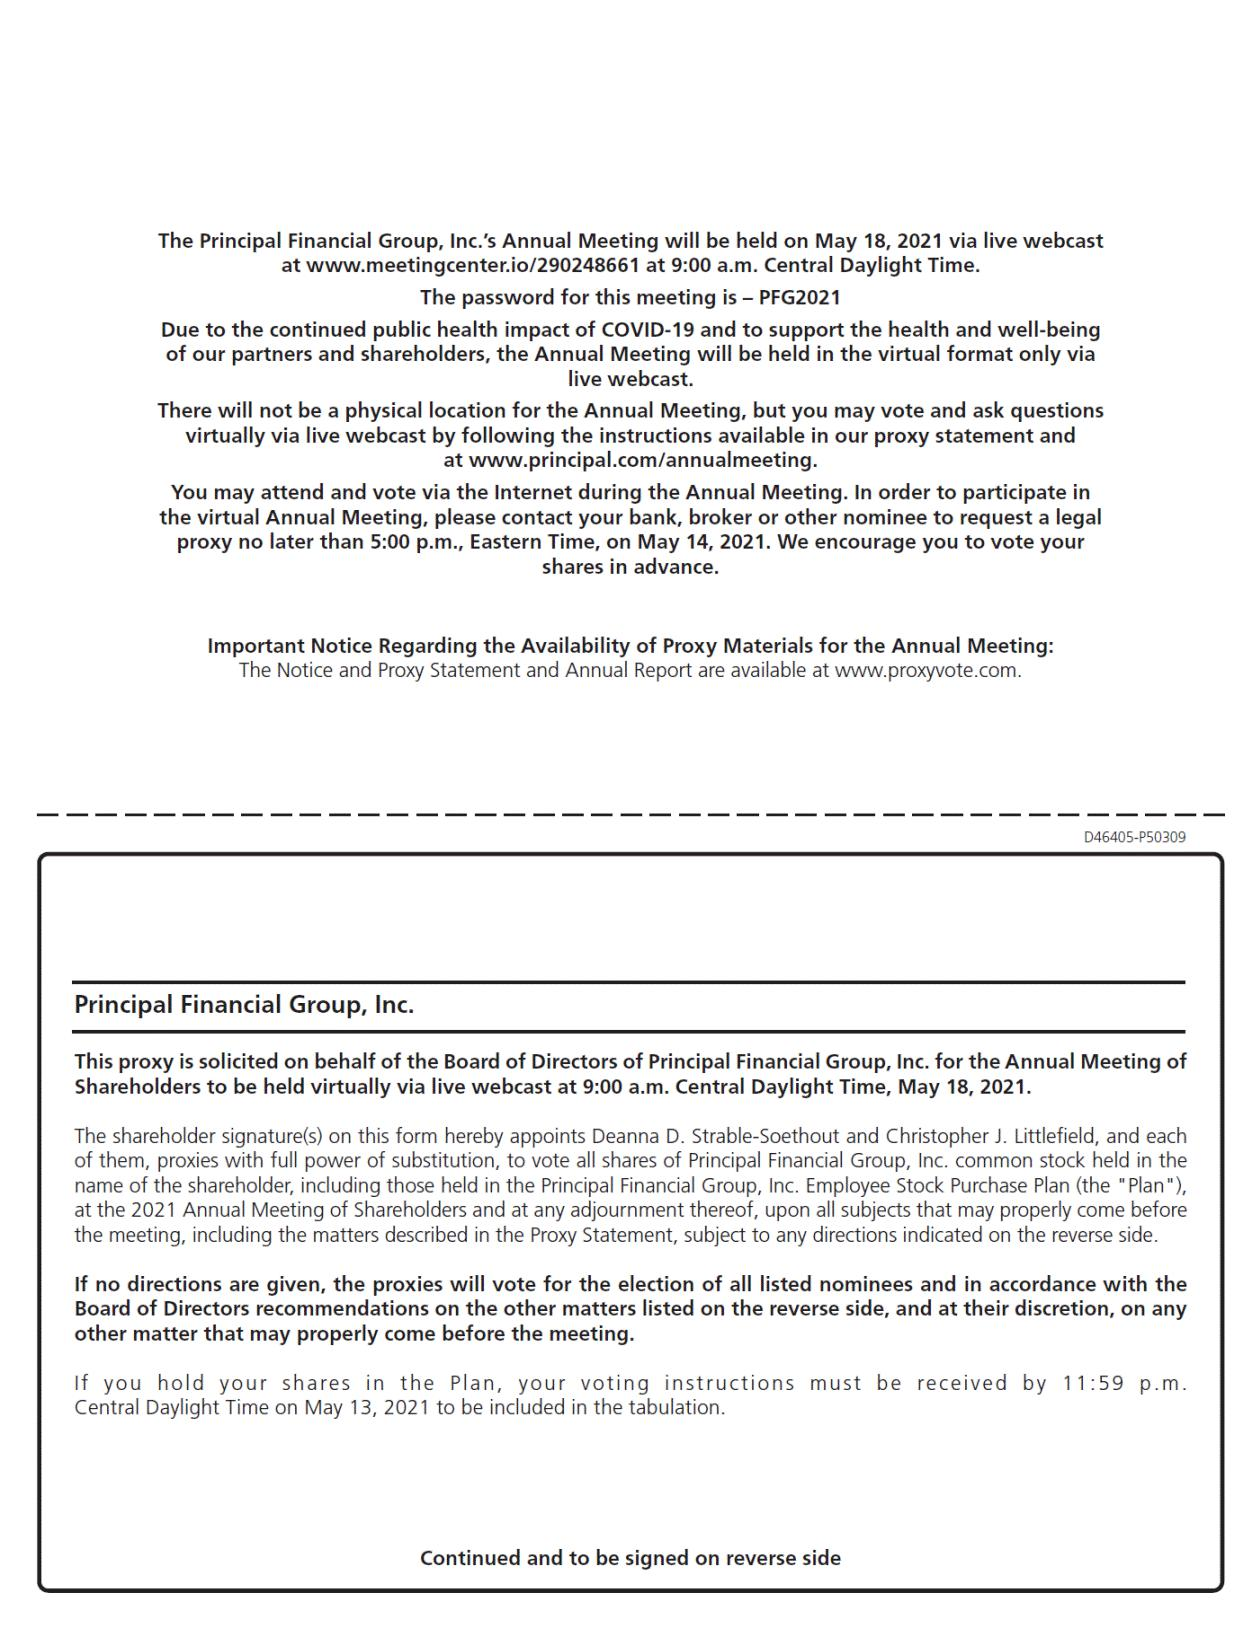 The Principal Financial Group, Inc.’s Annual Meeting will be held on May 18, 2021 via live webcast
at www.meetingcenter.io/290248661 at 9:00 a.m. Central Daylight Time.
The password for this meeting is – PFG2021
Due to the continued public health impact of COVID-19 and to support the health and well-being
of our partners and shareholders, the Annual Meeting will be held in the virtual format only via
live webcast.
There will not be a physical location for the Annual Meeting, but you may vote and ask questions
virtually via live webcast by following the instructions available in our proxy statement and
at www.principal.com/annualmeeting.
You may attend and vote via the Internet during the Annual Meeting. In order to participate in
the virtual Annual Meeting, please contact your bank, broker or other nominee to request a legal
proxy no later than 5:00 p.m., Eastern Time, on May 14, 2021. We encourage you to vote your
shares in advance.
Important Notice Regarding the Availability of Proxy Materials for the Annual Meeting:
The Notice and Proxy Statement and Annual Report are available at www.proxyvote.com.
D46405-P50309
Principal Financial Group, Inc.
This proxy is solicited on behalf of the Board of Directors of Principal Financial Group, Inc. for the Annual Meeting of
Shareholders to be held virtually via live webcast at 9:00 a.m. Central Daylight Time, May 18, 2021.
The shareholder signature(s) on this form hereby appoints Deanna D. Strable-Soethout and Christopher J. Littlefield, and each
of them, proxies with full power of substitution, to vote all shares of Principal Financial Group, Inc. common stock held in the
name of the shareholder, including those held in the Principal Financial Group, Inc. Employee Stock Purchase Plan (the "Plan"),
at the 2021 Annual Meeting of Shareholders and at any adjournment thereof, upon all subjects that may properly come before
the meeting, including the matters described in the Proxy Statement, subject to any directions indicated on the reverse side.
If no directions are given, the proxies will vote for the election of all listed nominees and in accordance with the
Board of Directors recommendations on the other matters listed on the reverse side, and at their discretion, on any
other matter that may properly come before the meeting.
If you hold your shares in the Plan, your voting instructions must be received by 11:59 p.m.
Central Daylight Time on May 13, 2021 to be included in the tabulation.
Continued and to be signed on reverse side